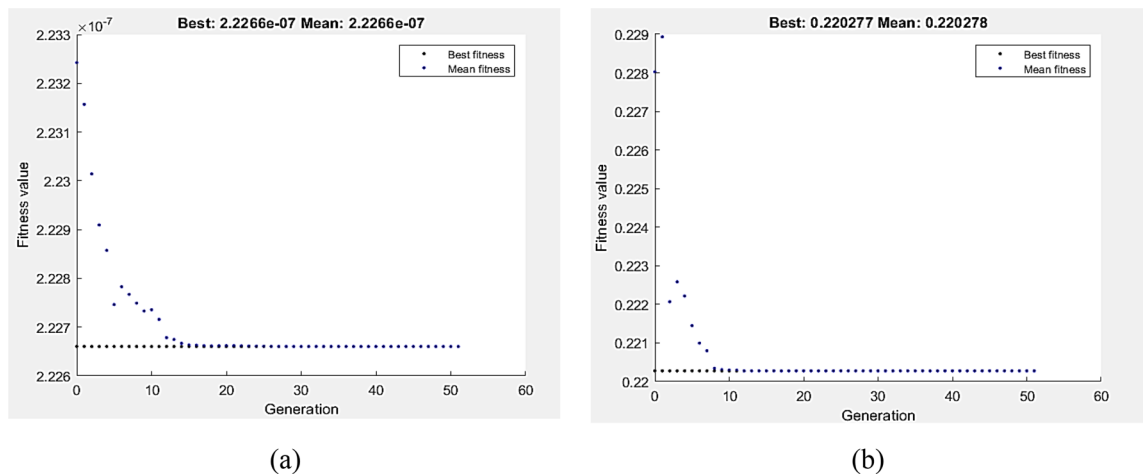 Best: 2.2266e-07 Mean: 2.2266e-07
×10-7
2.233
2.232
2.231
2.23
2.229
2.228
2.227
2.226
Fitness value
0
10
20
30
40
50
60
Generation
Best fitness
Mean fitness
(a)
Best: 0.220277 Mean: 0.220278
0.229
0.228
0.227
0.226
0.225
0.224
0.223
0.222
0.221
0.22
Fitness value
0
10
20
30
40
50
60
Generation
Best fitness
Mean fitness
(b)